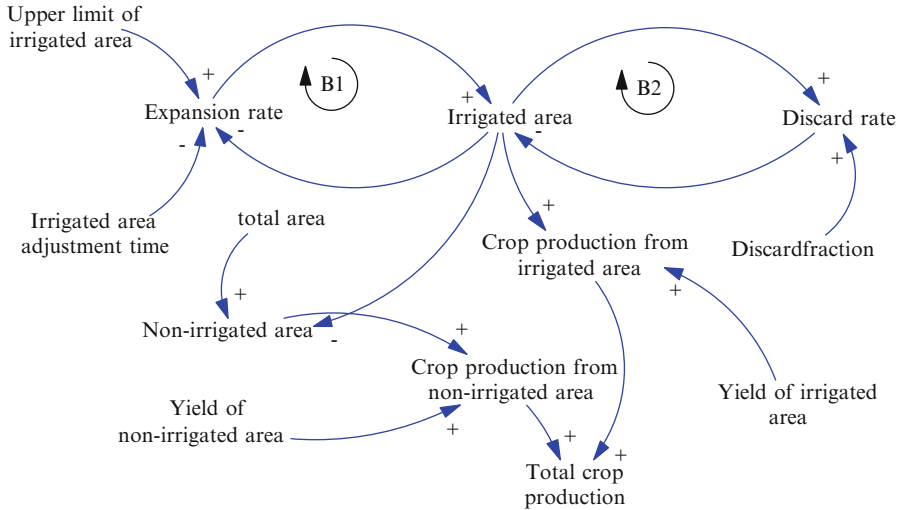 Upper limit of
irrigated area
+
Expansion rate
-
-
B1
+
Irrigated area
-
B2
+
Discard rate
+
Irrigated area
adjustment time
total area
+
Non-irrigated area
-
+
Crop production from
irrigated area
+
Discardfraction
+
Crop production from
non-irrigated area
+
Yield of
non-irrigated area
Yield of irrigated
area
+
+
Total crop
production